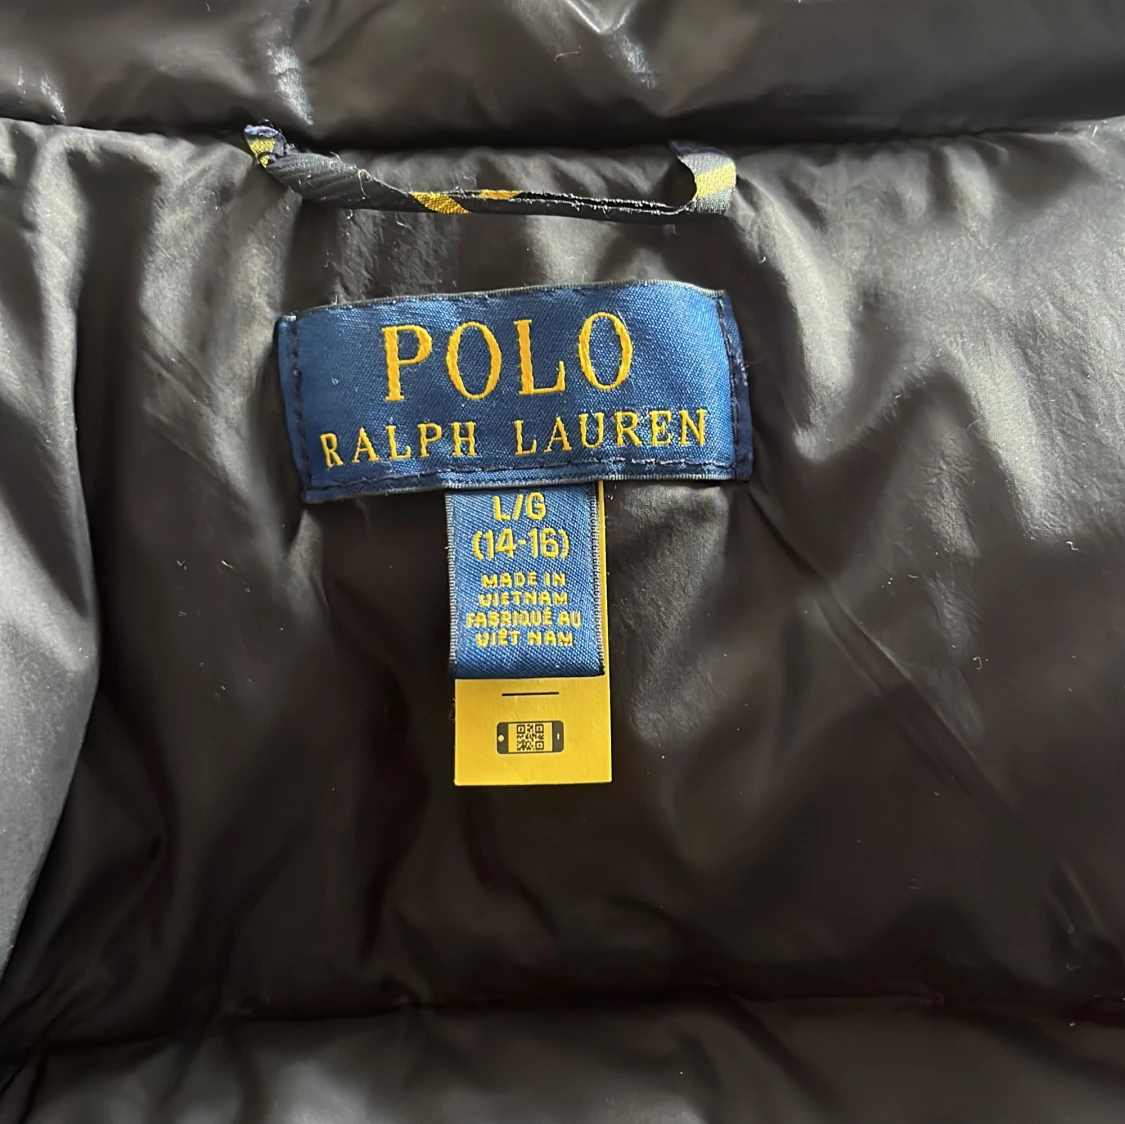 POLO
RALPH LAUREN
L/G
(14-16)
MADE IN
VIETNAM
FABRIQUÉ AU
VIÊT NAM